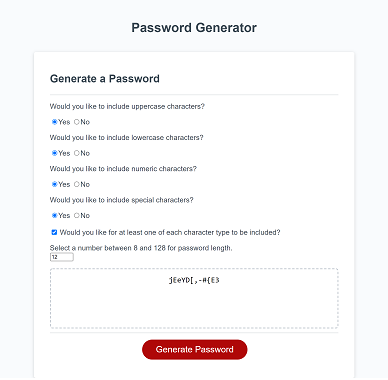 Password Generator
Generate a Password
Would you like to include uppercase characters?
Yes No
Would you like to include lowercase characters?
Yes No
Would you like to include numeric characters?
Yes No
Would you like to include special characters?
Yes No
Would you like for at least one of each character type to be included?
Select a number between 8 and 128 for password length.
12
jEeYD[,-#{E3
Generate Password